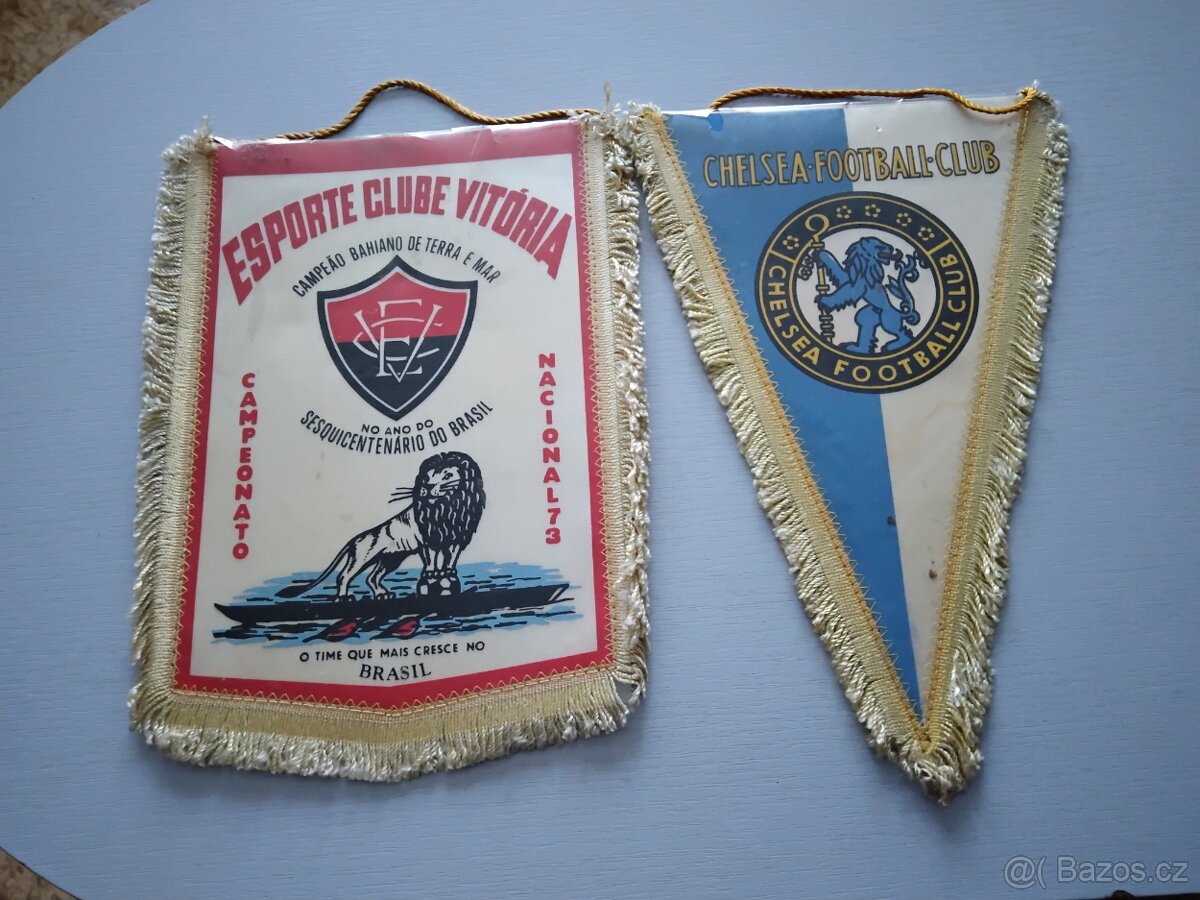 ESPORTE CLUBE VITÓRIA
CAMPEÃO BAHIANO DE TERRA E MAR
ECV
NO ANO DO
SESQUICENTENÁRIO DO BRASIL
CAMPEONATO
NACIONAL 73
O TIME QUE MAIS CRESCE NO
BRASIL
CHELSEA·FOOTBALL·CLUB
CHELSEA FOOTBALL CLUB
@( Bazos.cz